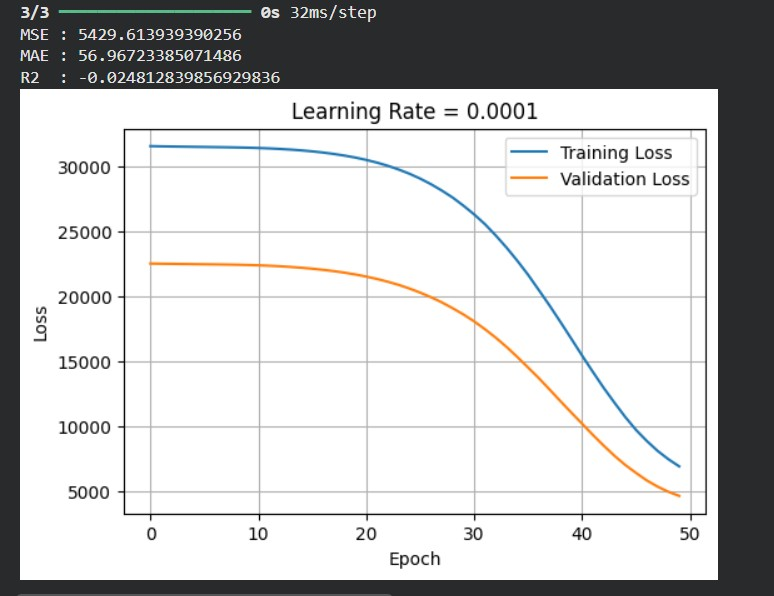 3/3 ━━━━━━━━━━━━━━━━━━━━ 0s 32ms/step
MSE : 5429.613939390256
MAE : 56.96723385071486
R2  : -0.024812839856929836
Learning Rate = 0.0001
Training Loss
Validation Loss
30000
25000
20000
15000
10000
5000
Loss
0 10 20 30 40 50
Epoch